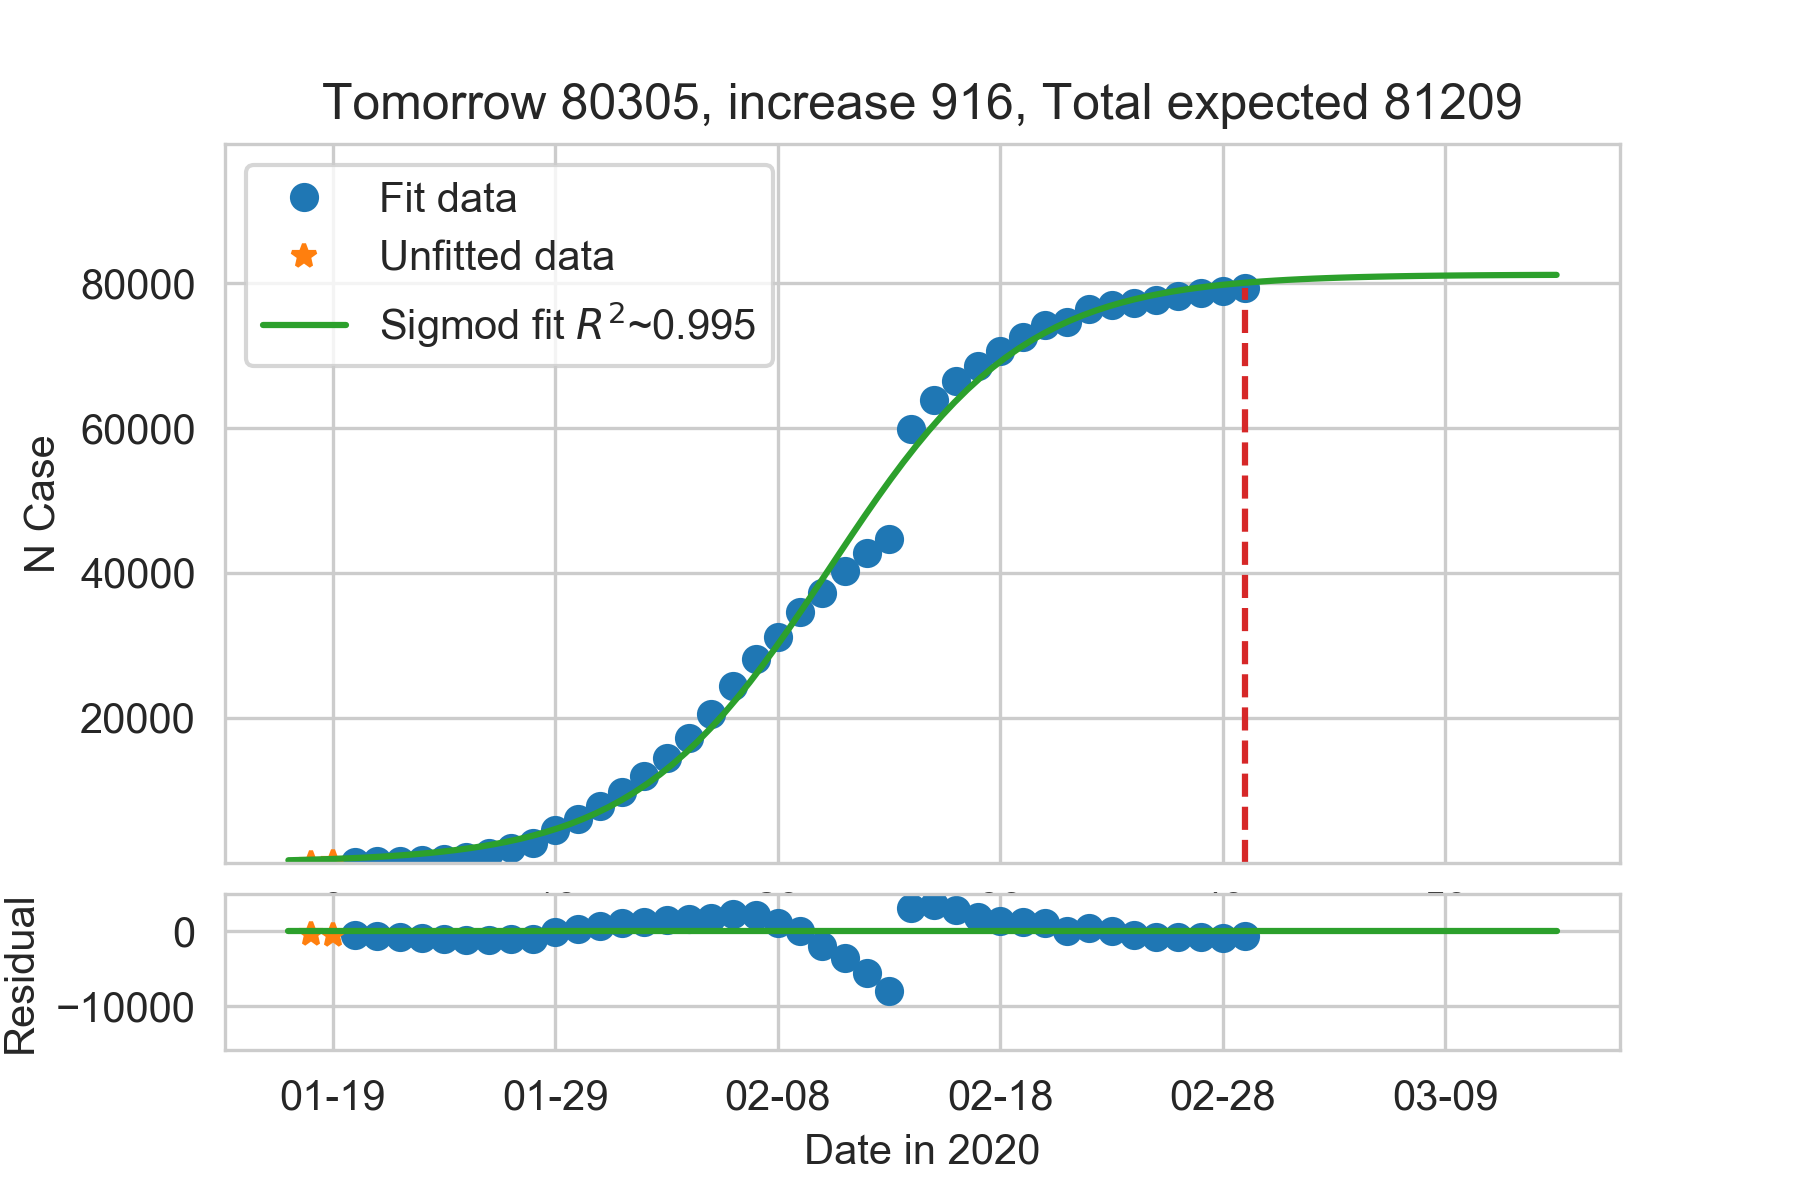 Tomorrow 80305, increase 916, Total expected 81209
Fit data
Unfitted data
Sigmod fit R²~0.995
80000
60000
40000
20000
N Case
0
−10000
Residual
01-19 01-29 02-08 02-18 02-28 03-09
Date in 2020